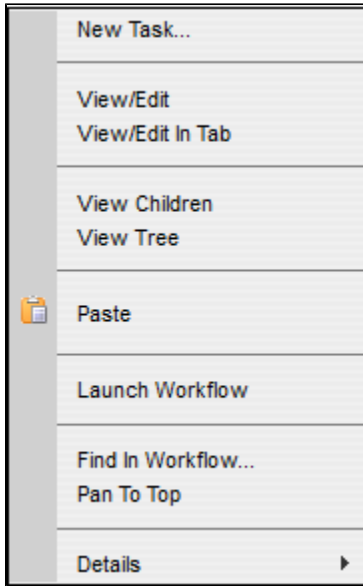 New Task...
View/Edit
View/Edit In Tab
View Children
View Tree
Paste
Launch Workflow
Find In Workflow...
Pan To Top
Details